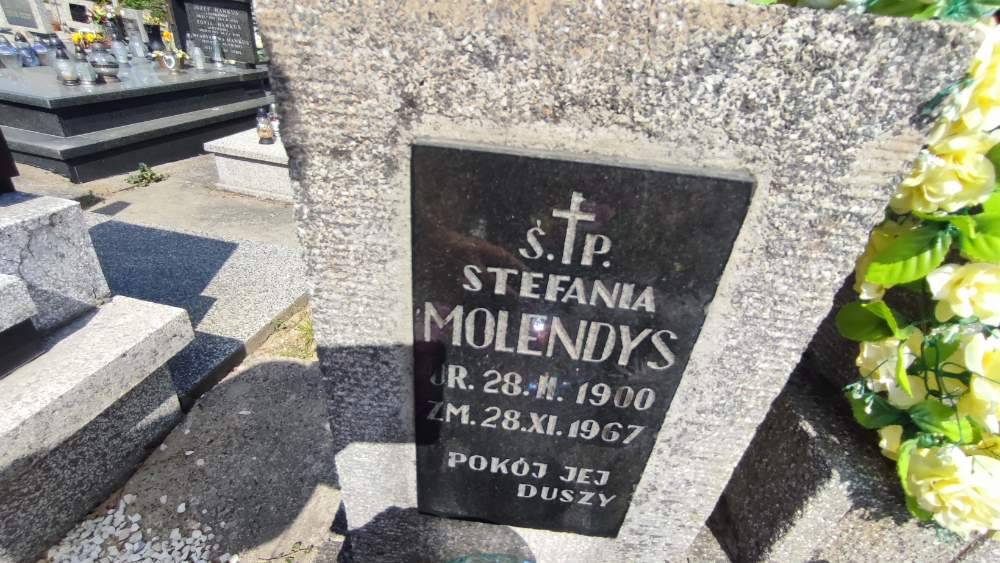 Ś.P.
STEFANIA
MOLENDYS
UR. 28.II.1900
ZM. 28.XI.1967
POKÓJ JEJ
DUSZY